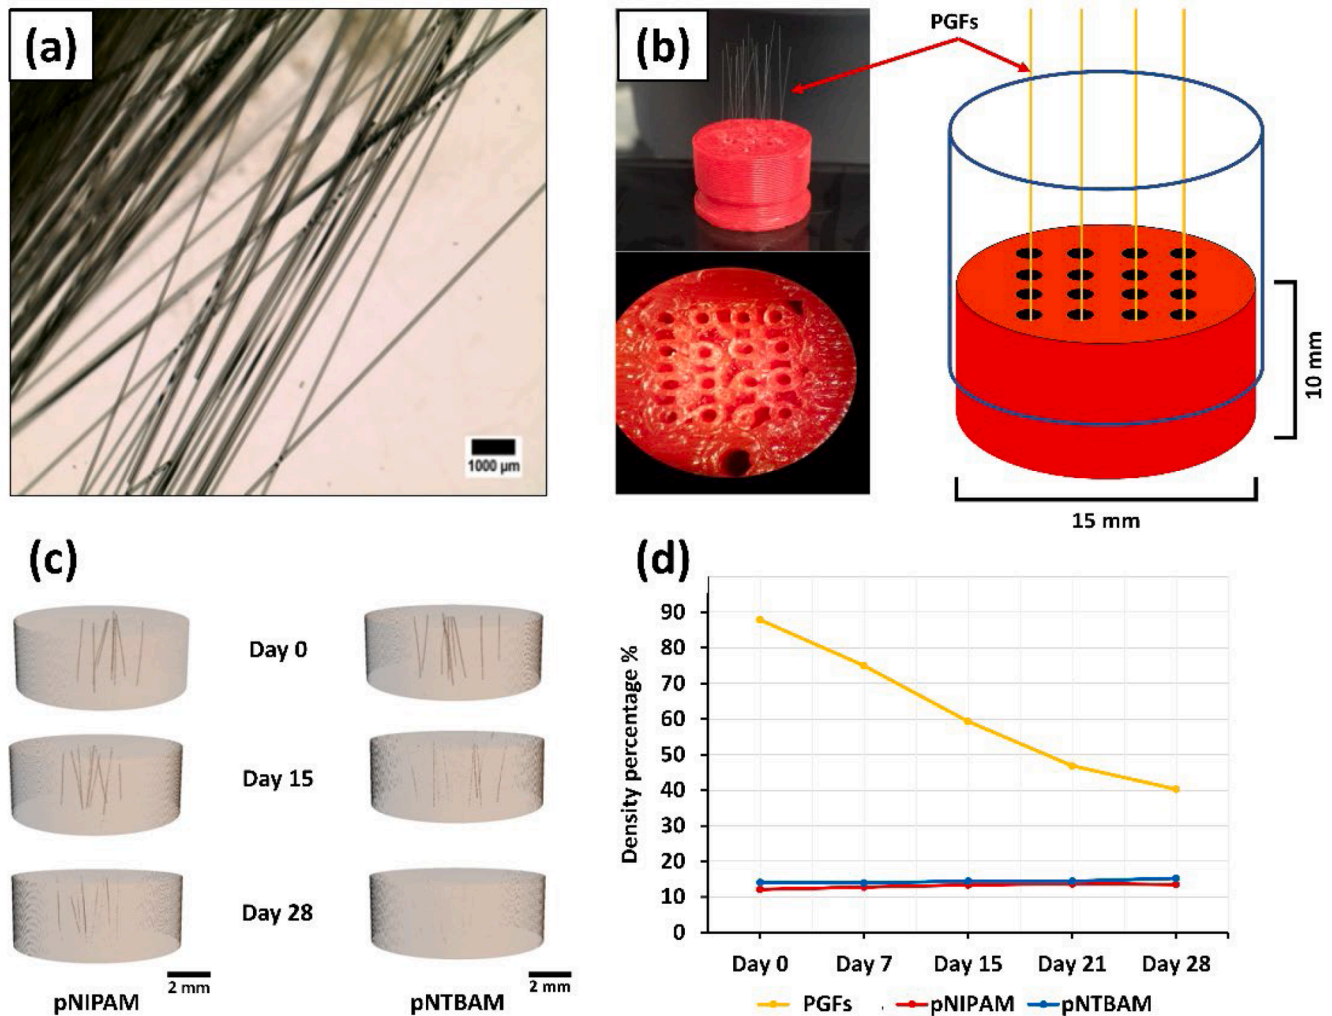 (a)
1000 µm
(b)
PGFs
10 mm
15 mm
(c)
Day 0
Day 15
Day 28
2 mm
2 mm
pNIPAM
pNTBAM
(d)
Density percentage %
90
80
70
60
50
40
30
20
10
0
Day 0
Day 7
Day 15
Day 21
Day 28
PGFs
pNIPAM
pNTBAM